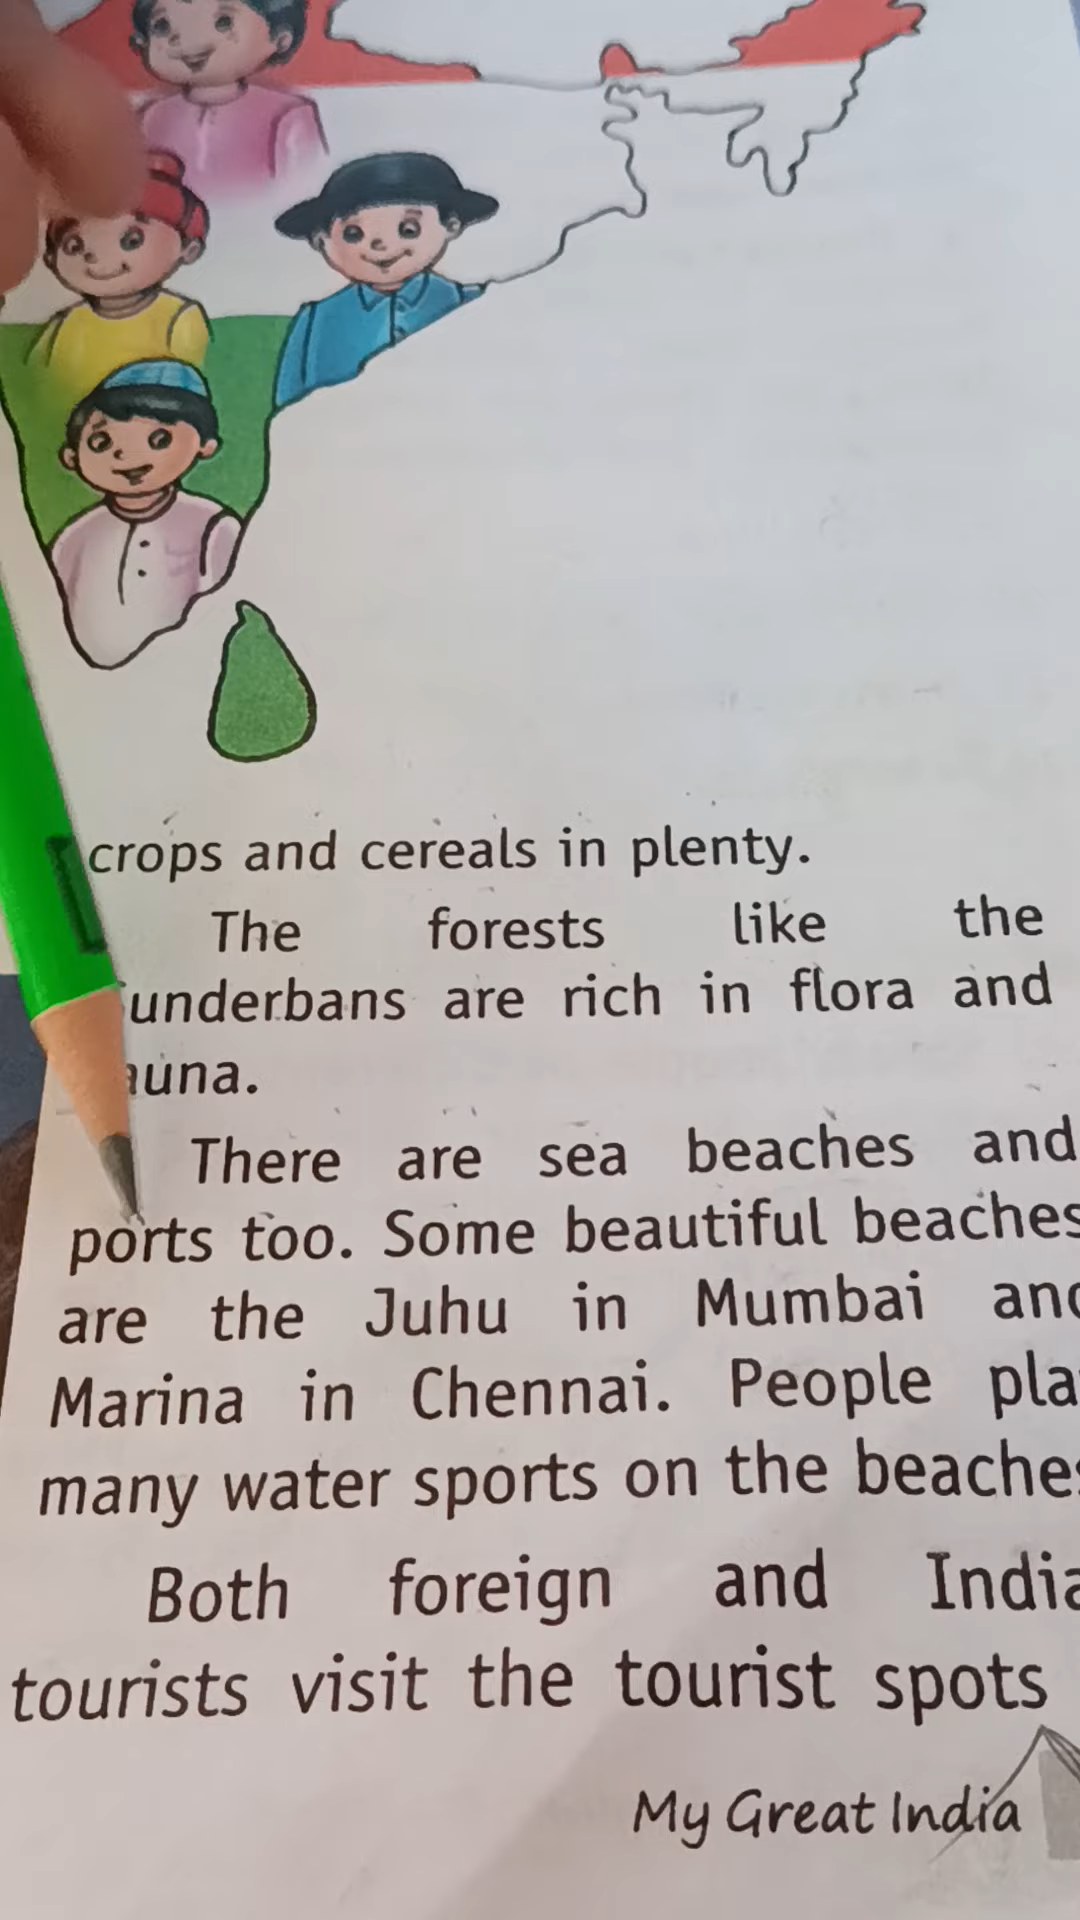 crops and cereals in plenty.
The forests like the
underbans are rich in flora and
auna.
There are sea beaches and
ports too. Some beautiful beaches
are the Juhu in Mumbai and
Marina in Chennai. People pla
many water sports on the beaches
Both foreign and India
tourists visit the tourist spots
My Great India